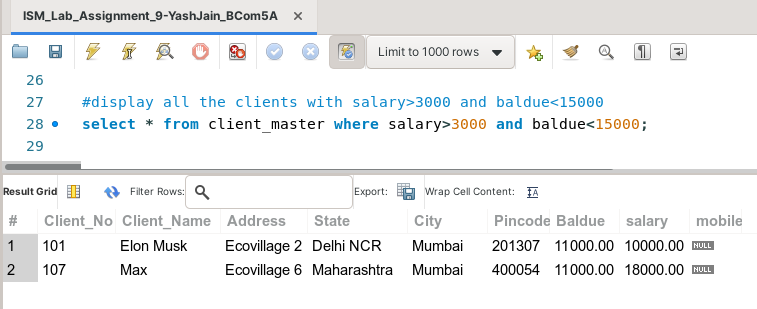 ISM_Lab_Assignment_9-YashJain_BCom5A ×
Limit to 1000 rows
26
27 #display all the clients with salary>3000 and baldue<15000
28 select * from client_master where salary>3000 and baldue<15000;
29
Result Grid Filter Rows: Export: Wrap Cell Content: IA
# Client_No Client_Name Address State City Pincode Baldue salary mobile
1 101 Elon Musk Ecovillage 2 Delhi NCR Mumbai 201307 11000.00 10000.00 NULL
2 107 Max Ecovillage 6 Maharashtra Mumbai 400054 11000.00 18000.00 NULL